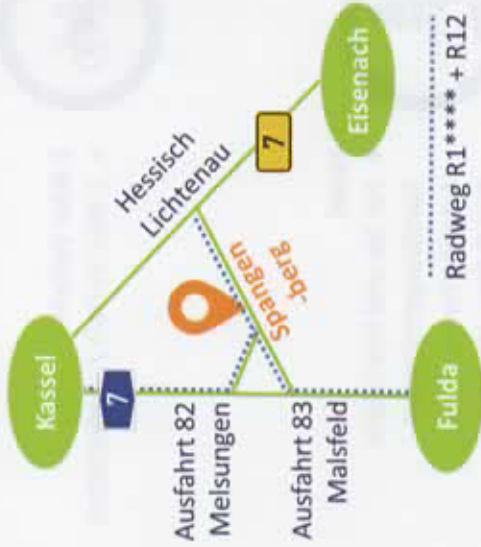 Kassel
7
Hessisch
Lichtenau
7
Eisenach
Spangen
-berg
Ausfahrt 82
Melsungen
Ausfahrt 83
Malsfeld
Fulda
Radweg R1**** + R12